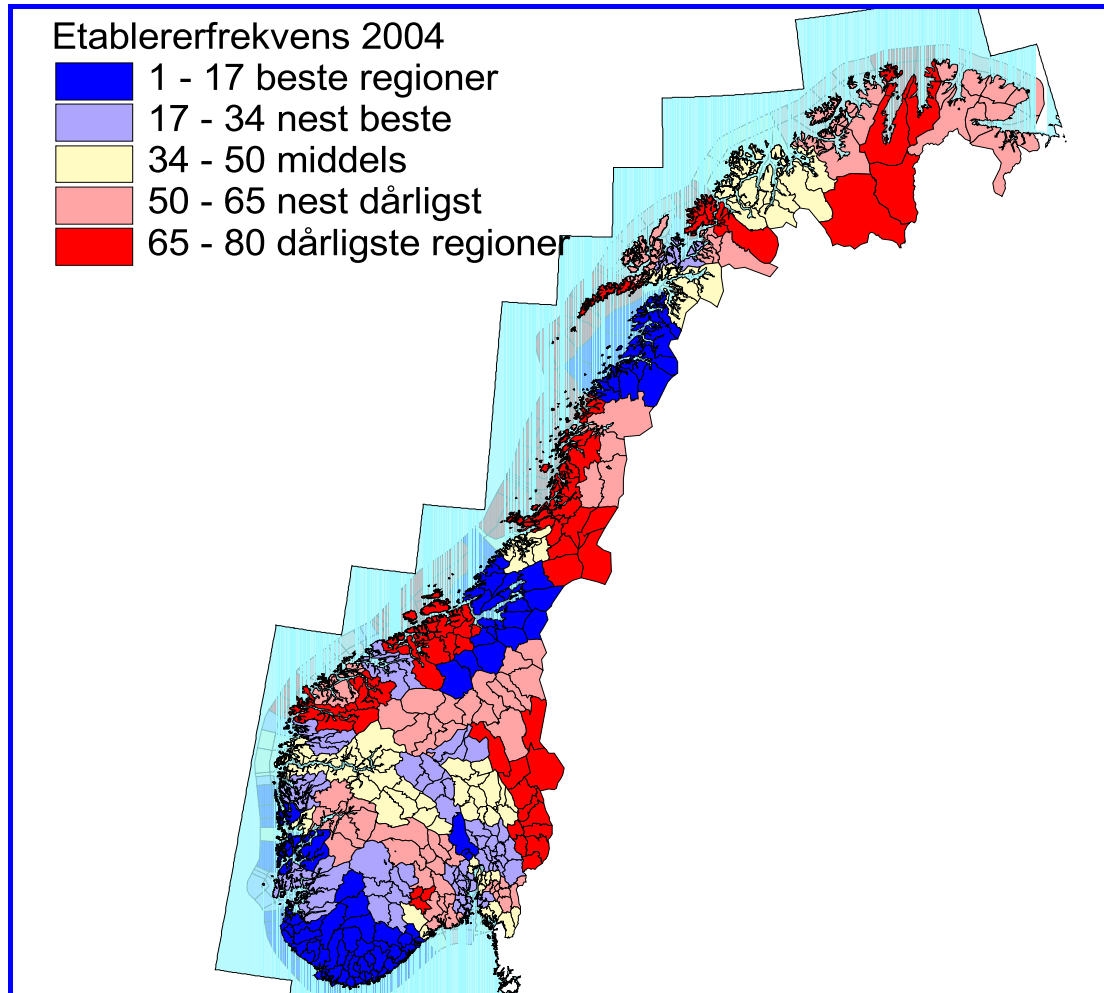 Etablererfrekvens 2004
1 - 17 beste regioner
17 - 34 nest beste
34 - 50 middels
50 - 65 nest dårligst
65 - 80 dårligste regioner